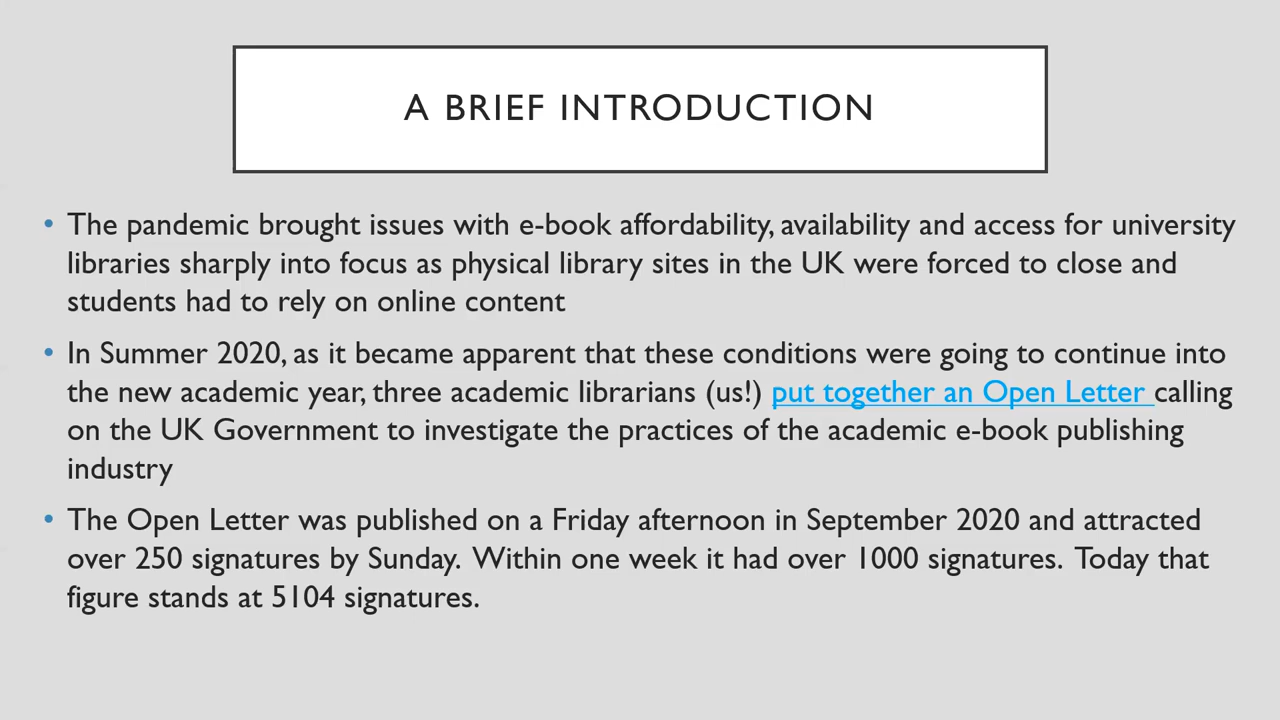 A BRIEF INTRODUCTION
• The pandemic brought issues with e-book affordability, availability and access for university
libraries sharply into focus as physical library sites in the UK were forced to close and
students had to rely on online content
• In Summer 2020, as it became apparent that these conditions were going to continue into
the new academic year, three academic librarians (us!) put together an Open Letter calling
on the UK Government to investigate the practices of the academic e-book publishing
industry
• The Open Letter was published on a Friday afternoon in September 2020 and attracted
over 250 signatures by Sunday.  Within one week it had over 1000 signatures.  Today that
figure stands at 5104 signatures.